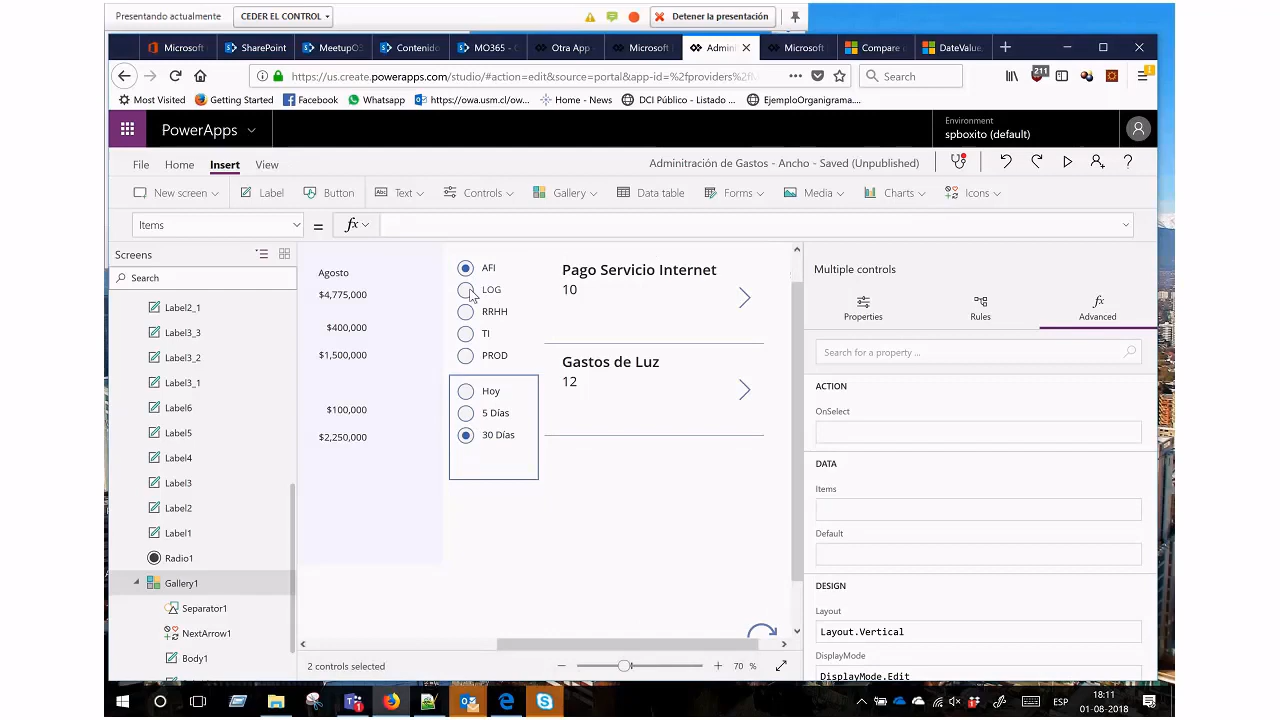 Presentando actualmente
CEDER EL CONTROL
Detener la presentación
Microsoft
SharePoint
MeetupO
Contenido
MO365 -
Otra App -
Microsoft
Admini
Microsoft
Compare
DateValue
https://us.create.powerapps.com/studio/#action=edit&source=portal&app-id=%2fproviders%2f
Search
211
Most Visited
Getting Started
Facebook
Whatsapp
https://owa.usm.cl/ow...
Home - News
DCI Público - Listado ...
EjemploOrganigrama....
PowerApps
Environment
spboxito (default)
File
Home
Insert
View
Adminitración de Gastos - Ancho - Saved (Unpublished)
New screen
Label
Button
Text
Controls
Gallery
Data table
Forms
Media
Charts
Icons
Items
=
fx
Screens
Search
Label2_1
Label3_3
Label3_2
Label3_1
Label6
Label5
Label4
Label3
Label2
Label1
Radio1
Gallery1
Separator1
NextArrow1
Body1
Agosto
$4,775,000
$400,000
$1,500,000
$100,000
$2,250,000
AFI
LOG
RRHH
TI
PROD
Hoy
5 Días
30 Días
Pago Servicio Internet
10
Gastos de Luz
12
2 controls selected
70 %
Multiple controls
Properties
Rules
fx
Advanced
Search for a property ...
ACTION
OnSelect
DATA
Items
Default
DESIGN
Layout
Layout.Vertical
DisplayMode
DisplayMode.Edit
ESP
18:11
01-08-2018